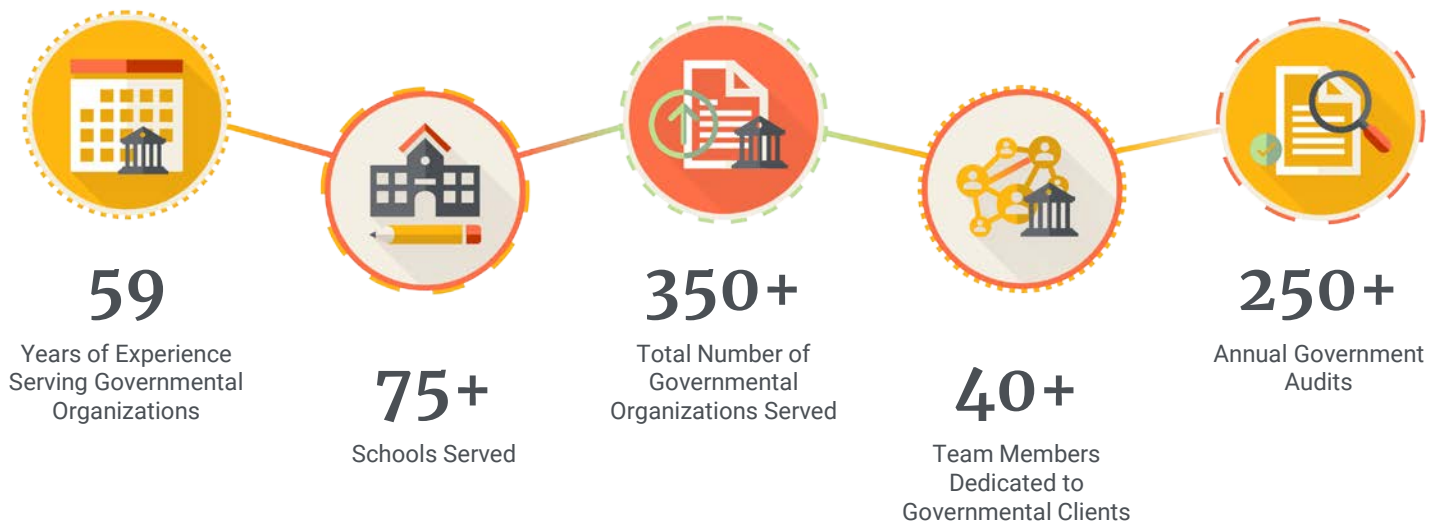 59
Years of Experience
Serving Governmental
Organizations
75+
Schools Served
350+
Total Number of
Governmental
Organizations Served
40+
Team Members
Dedicated to
Governmental Clients
250+
Annual Government
Audits